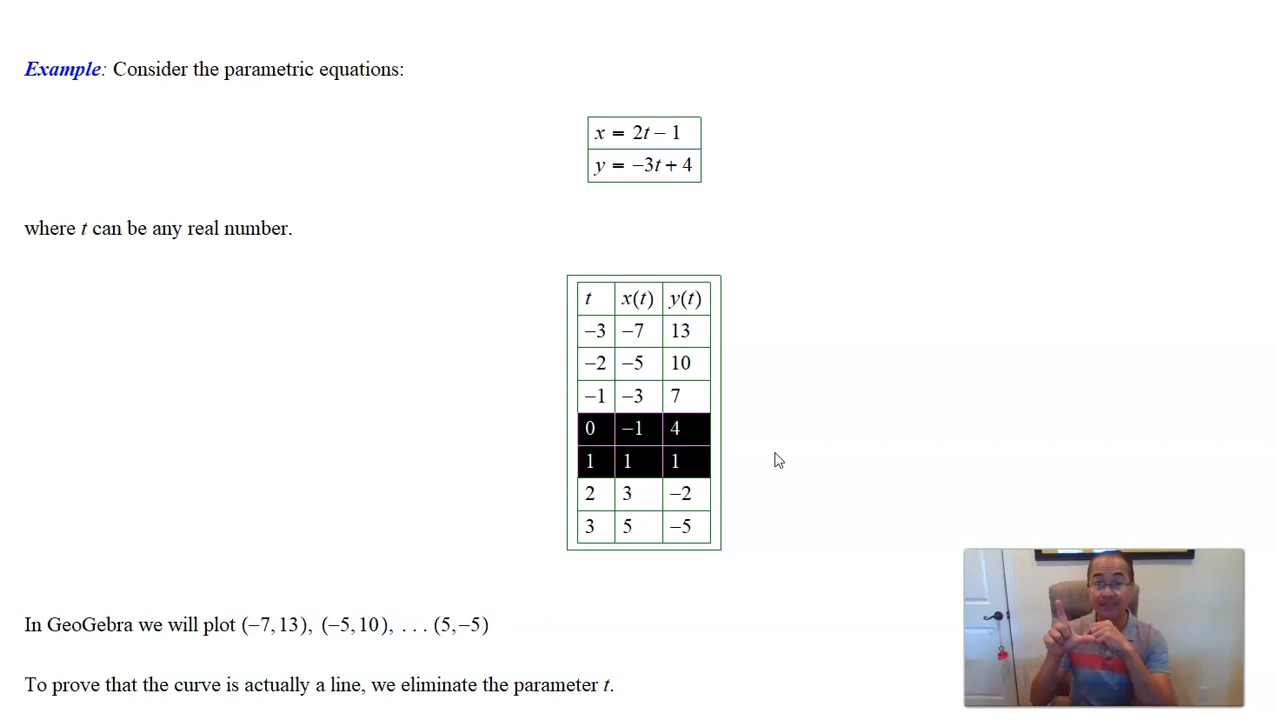 Example: Consider the parametric equations:
x = 2t − 1
y = −3t + 4
where t can be any real number.
t x(t) y(t)
−3 −7 13
−2 −5 10
−1 −3 7
0 −1 4
1 1 1
2 3 −2
3 5 −5
In GeoGebra we will plot (−7, 13), (−5, 10), . . . (5, −5)
To prove that the curve is actually a line, we eliminate the parameter t.